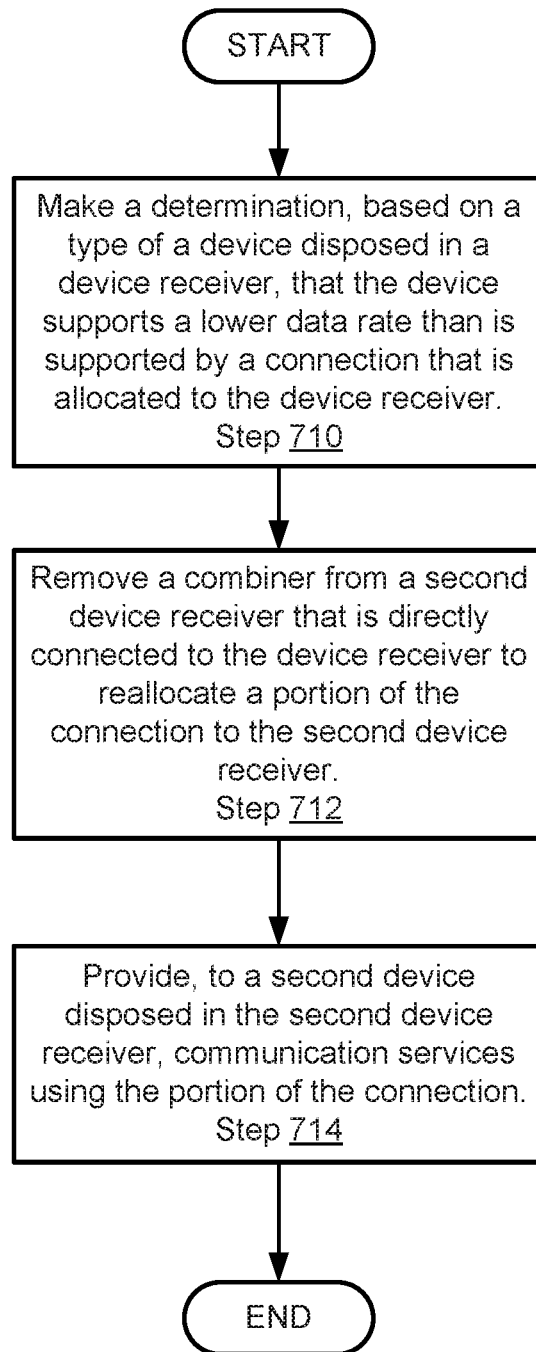 START
Make a determination, based on a
type of a device disposed in a
device receiver, that the device
supports a lower data rate than is
supported by a connection that is
allocated to the device receiver.
Step 710
Remove a combiner from a second
device receiver that is directly
connected to the device receiver to
reallocate a portion of the
connection to the second device
receiver.
Step 712
Provide, to a second device
disposed in the second device
receiver, communication services
using the portion of the connection.
Step 714
END